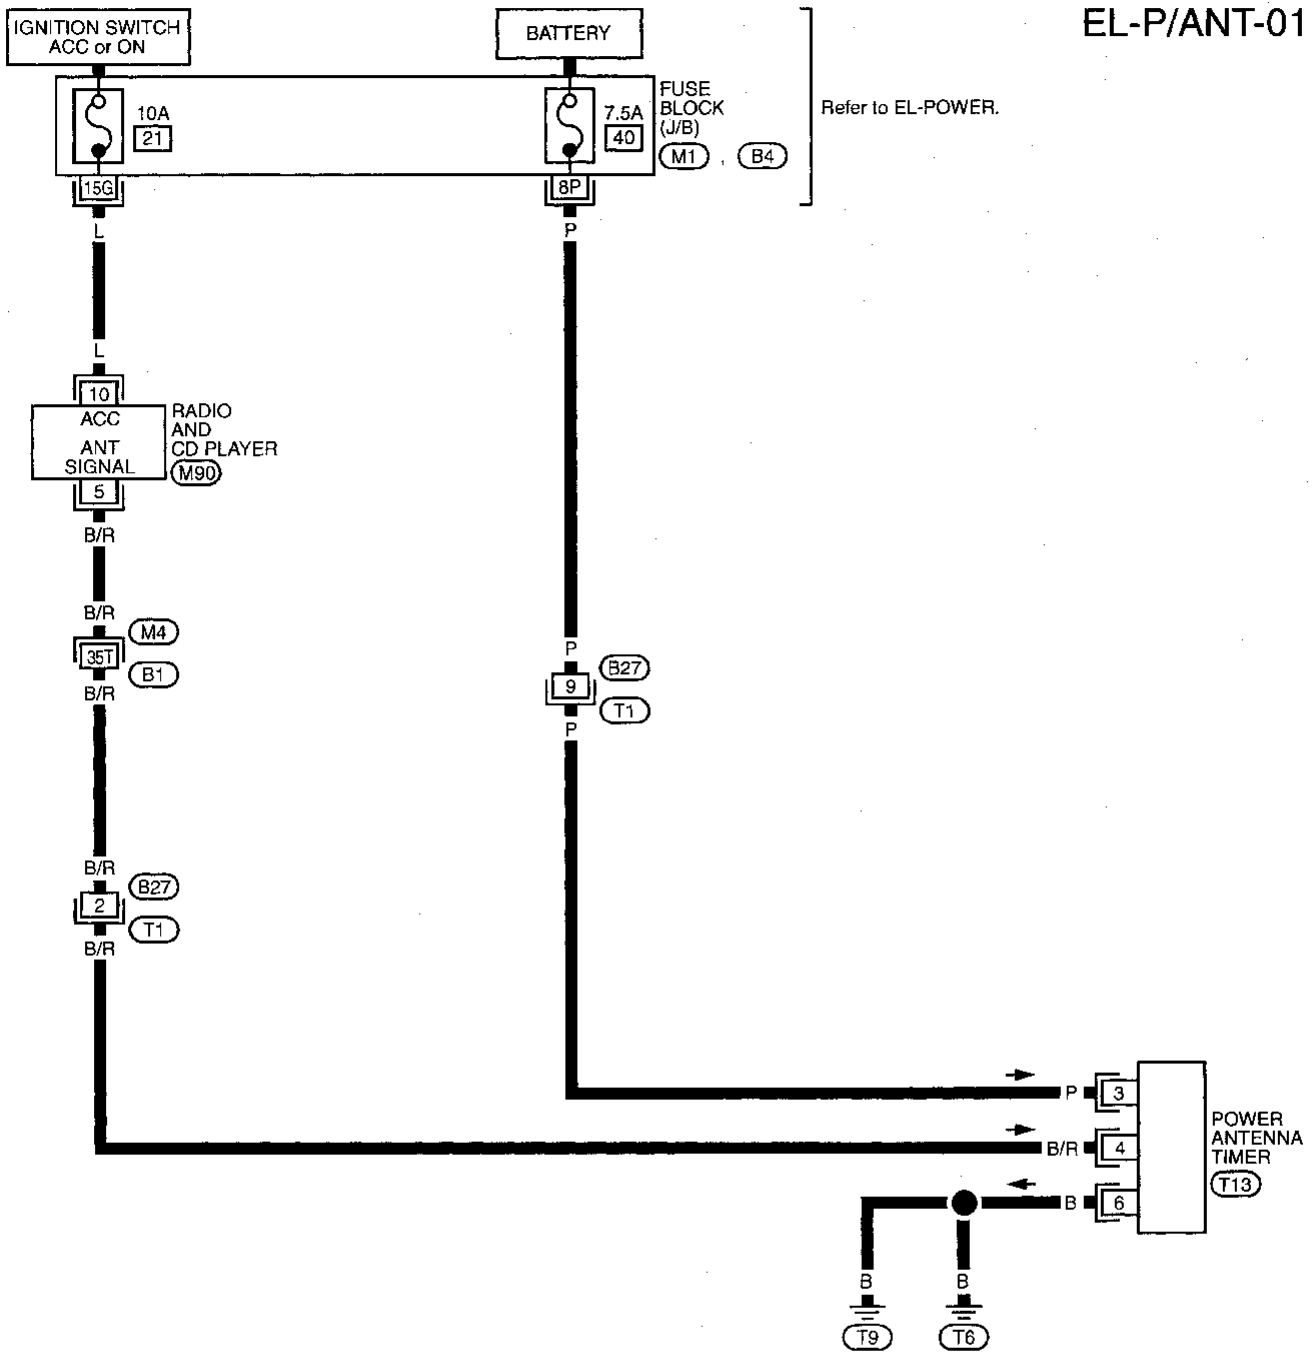 EL-P/ANT-01
IGNITION SWITCH
ACC or ON
BATTERY
10A
21
7.5A
40
FUSE
BLOCK
(J/B)
M1 , B4
Refer to EL-POWER.
15G
8P
L
P
L
10
ACC
ANT
SIGNAL
5
RADIO
AND
CD PLAYER
M90
B/R
B/R
M4
35T
B1
B/R
P
B27
9
T1
P
B/R
B27
2
T1
B/R
P
3
B/R
4
B
6
POWER
ANTENNA
TIMER
T13
B
B
T9
T6